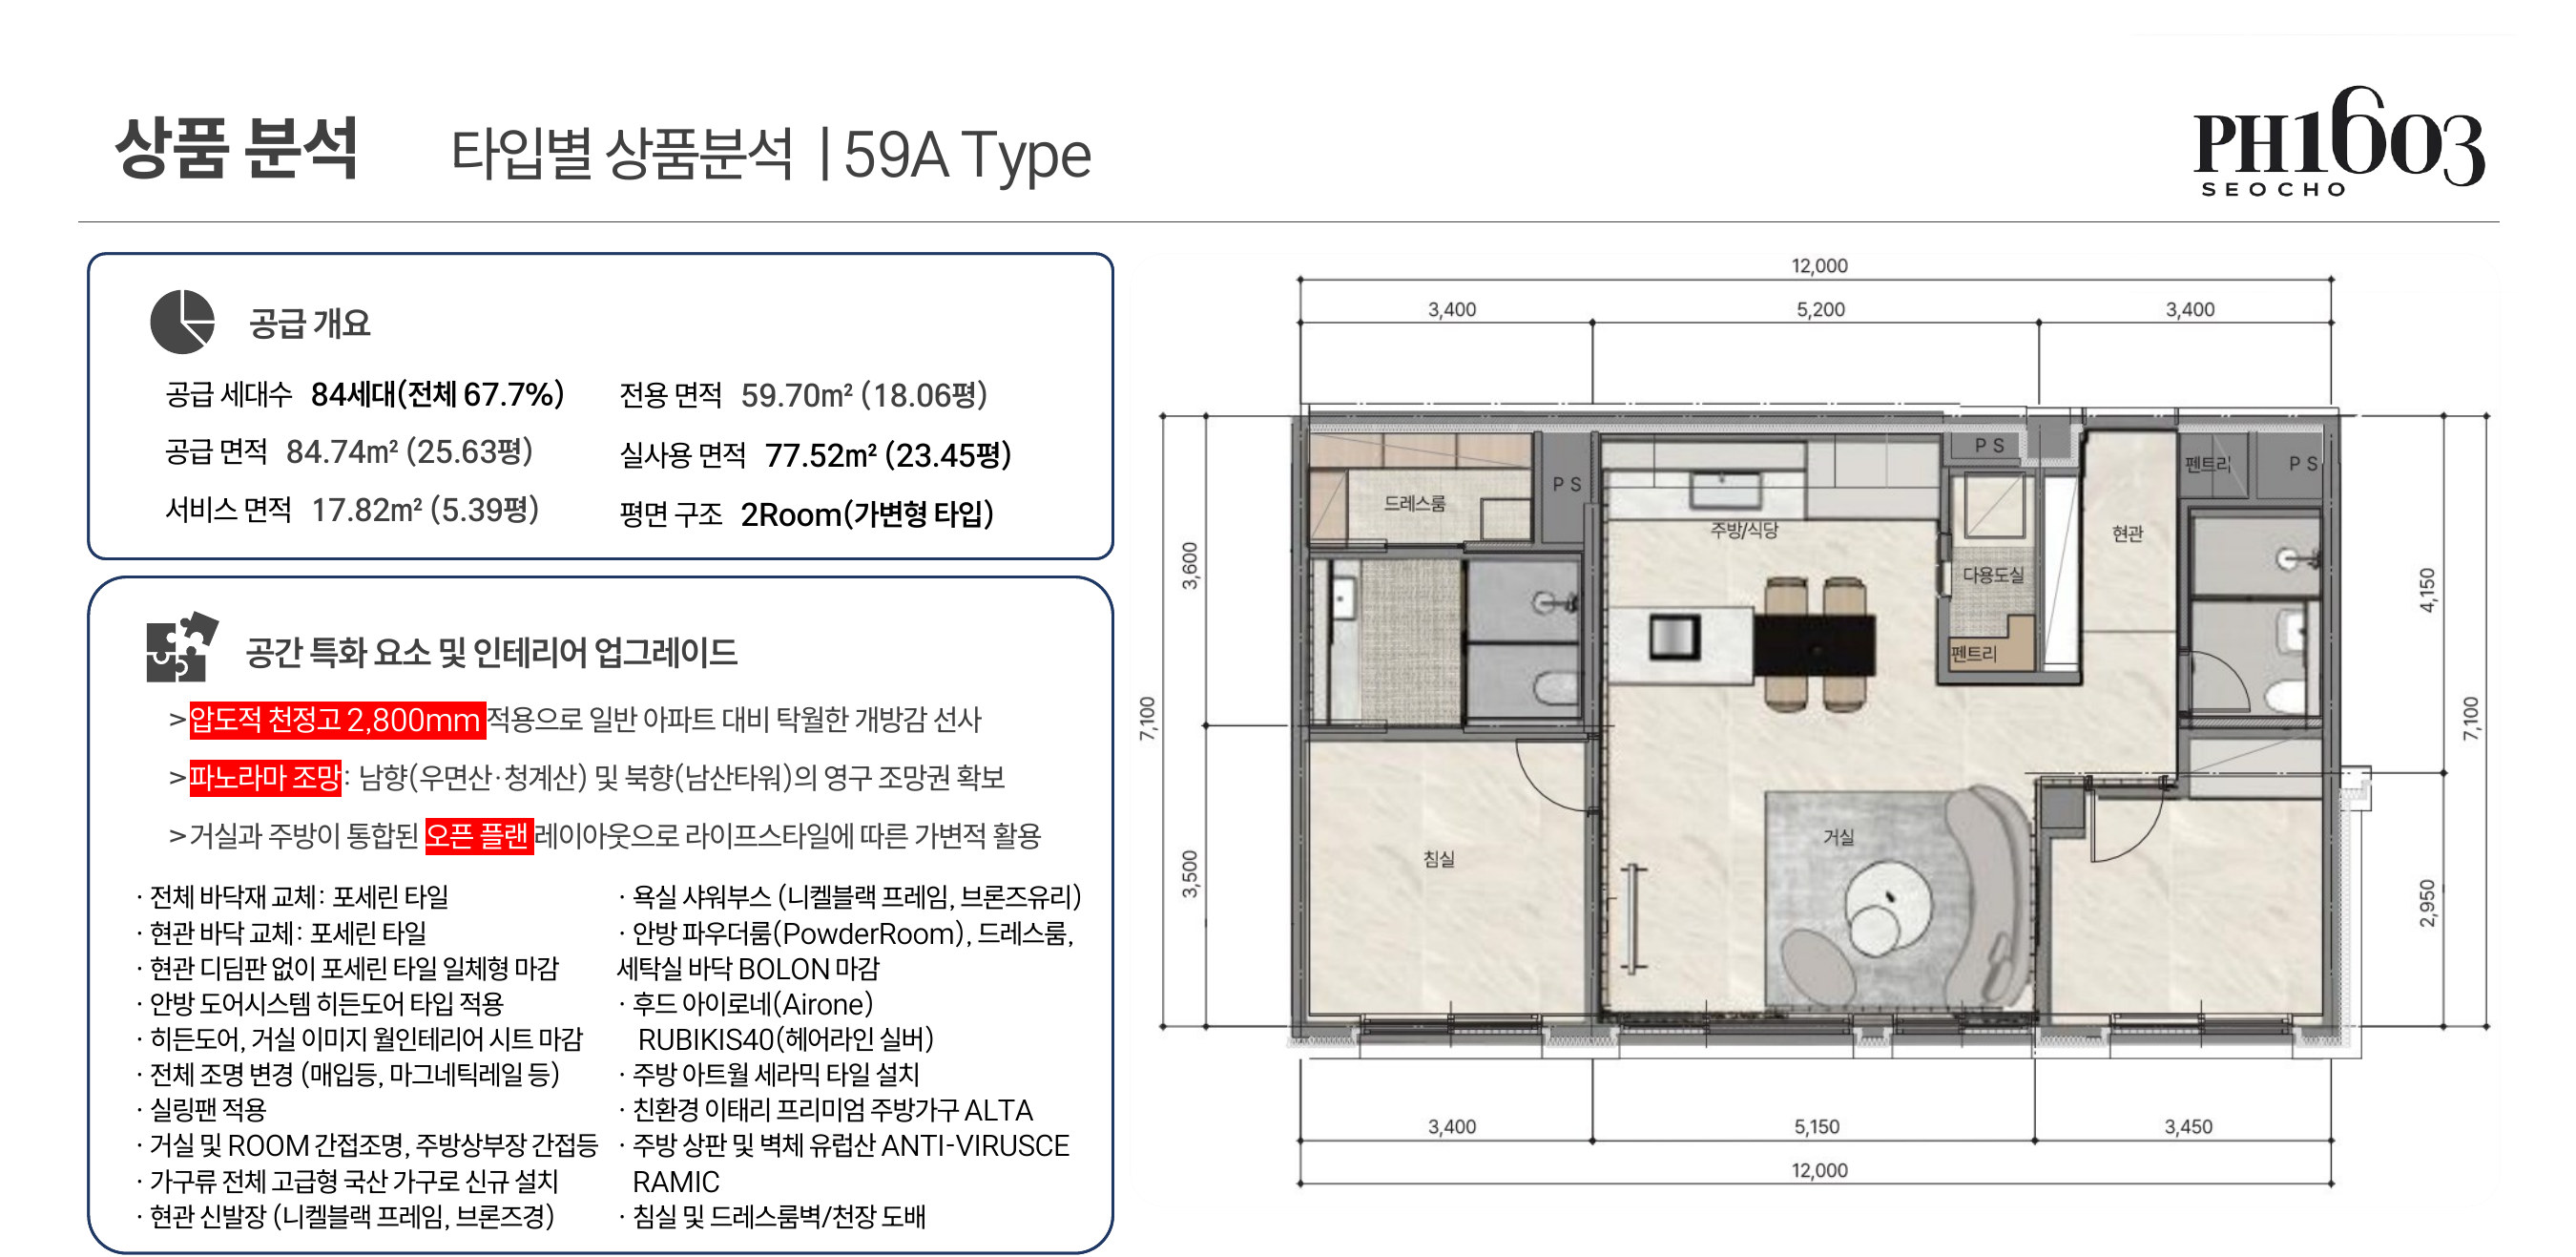 상품 분석 타입별 상품분석 | 59A Type
PH1603
SEOCHO
공급 개요
공급 세대수 84세대(전체 67.7%)
전용 면적 59.70m² (18.06평)
공급 면적 84.74m² (25.63평)
실사용 면적 77.52m² (23.45평)
서비스 면적 17.82m² (5.39평)
평면 구조 2Room(가변형 타입)
공간 특화 요소 및 인테리어 업그레이드
>압도적 천정고 2,800mm 적용으로 일반 아파트 대비 탁월한 개방감 선사
>파노라마 조망: 남향(우면산·청계산) 및 북향(남산타워)의 영구 조망권 확보
>거실과 주방이 통합된 오픈 플랜 레이아웃으로 라이프스타일에 따른 가변적 활용
· 전체 바닥재 교체: 포세린 타일
· 현관 바닥 교체: 포세린 타일
· 현관 디딤판 없이 포세린 타일 일체형 마감
· 안방 도어시스템 히든도어 타입 적용
· 히든도어, 거실 이미지 월인테리어 시트 마감
· 전체 조명 변경 (매입등, 마그네틱레일 등)
· 실링팬 적용
· 거실 및 ROOM 간접조명, 주방상부장 간접등
· 가구류 전체 고급형 국산 가구로 신규 설치
· 현관 신발장 (니켈블랙 프레임, 브론즈경)
· 욕실 샤워부스 (니켈블랙 프레임, 브론즈유리)
· 안방 파우더룸(PowderRoom), 드레스룸,
세탁실 바닥 BOLON 마감
· 후드 아이로네(Airone)
RUBIKIS40(헤어라인 실버)
· 주방 아트월 세라믹 타일 설치
· 친환경 이태리 프리미엄 주방가구 ALTA
· 주방 상판 및 벽체 유럽산 ANTI-VIRUSCE
RAMIC
· 침실 및 드레스룸벽/천장 도배
12,000
3,400
5,200
3,400
P S
펜트리
P S
P S
드레스룸
주방/식당
현관
3,600
다용도실
4,150
펜트리
7,100
7,100
거실
침실
3,500
2,950
3,400
5,150
3,450
12,000